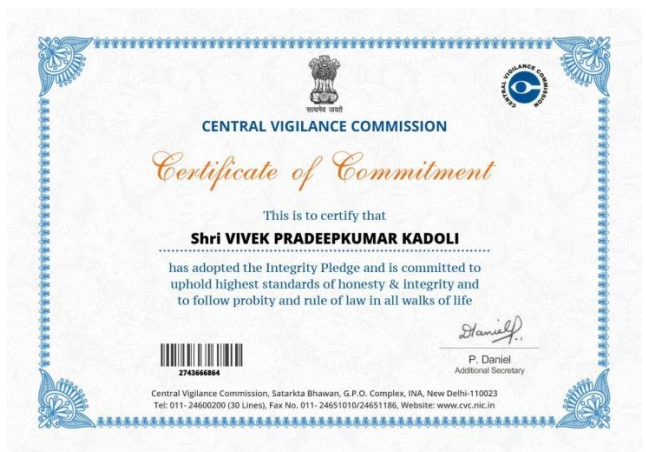 सत्यमेव जयते
CENTRAL VIGILANCE COMMISSION
CENTRAL VIGILANCE COMMISSION
Certificate of Commitment
This is to certify that
Shri VIVEK PRADEEPKUMAR KADOLI
has adopted the Integrity Pledge and is committed to
uphold highest standards of honesty & integrity and
to follow probity and rule of law in all walks of life
Daniel P.
P. Daniel
Additional Secretary
2743666864
Central Vigilance Commission, Satarkta Bhawan, G.P.O. Complex, INA, New Delhi-110023
Tel: 011- 24600200 (30 Lines), Fax No. 011- 24651010/24651186, Website: www.cvc.nic.in